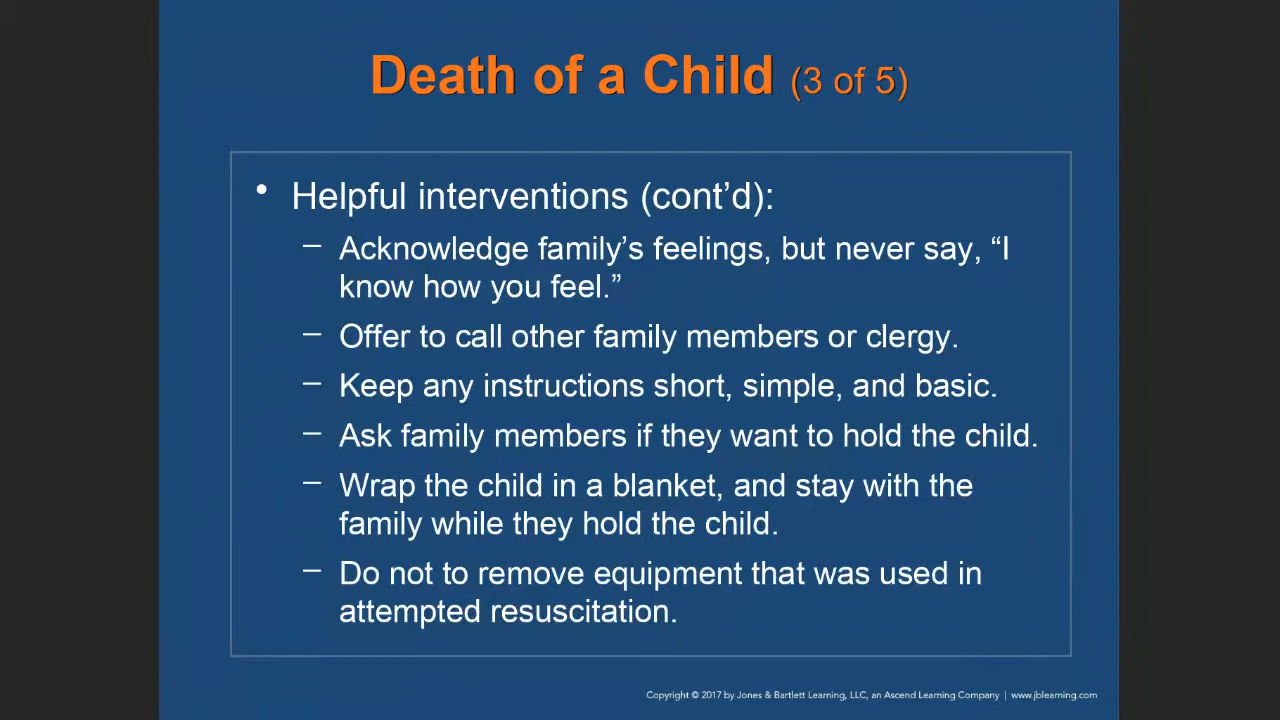 Death of a Child (3 of 5)
• Helpful interventions (cont’d):
– Acknowledge family’s feelings, but never say, “I
know how you feel.”
– Offer to call other family members or clergy.
– Keep any instructions short, simple, and basic.
– Ask family members if they want to hold the child.
– Wrap the child in a blanket, and stay with the
family while they hold the child.
– Do not to remove equipment that was used in
attempted resuscitation.
Copyright © 2017 by Jones & Bartlett Learning, LLC, an Ascend Learning Company | www.jblearning.com